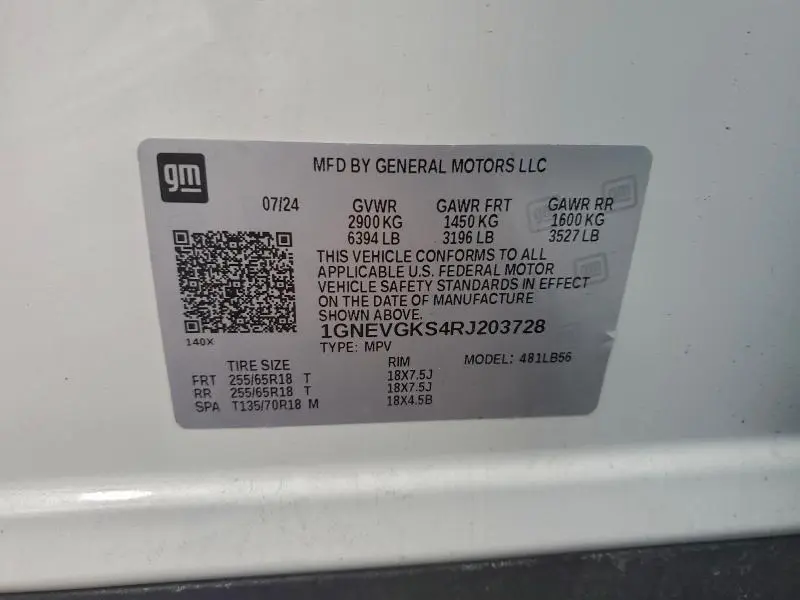 gm
MFD BY GENERAL MOTORS LLC
07/24 GVWR GAWR FRT GAWR RR
2900 KG 1450 KG 1600 KG
6394 LB 3196 LB 3527 LB
THIS VEHICLE CONFORMS TO ALL
APPLICABLE U.S. FEDERAL MOTOR
VEHICLE SAFETY STANDARDS IN EFFECT
ON THE DATE OF MANUFACTURE
SHOWN ABOVE.
140X
1GNEVGKS4RJ203728
TYPE: MPV MODEL: 481LB56
TIRE SIZE RIM
FRT 255/65R18 T 18X7.5J
RR 255/65R18 T 18X7.5J
SPA T135/70R18 M 18X4.5B